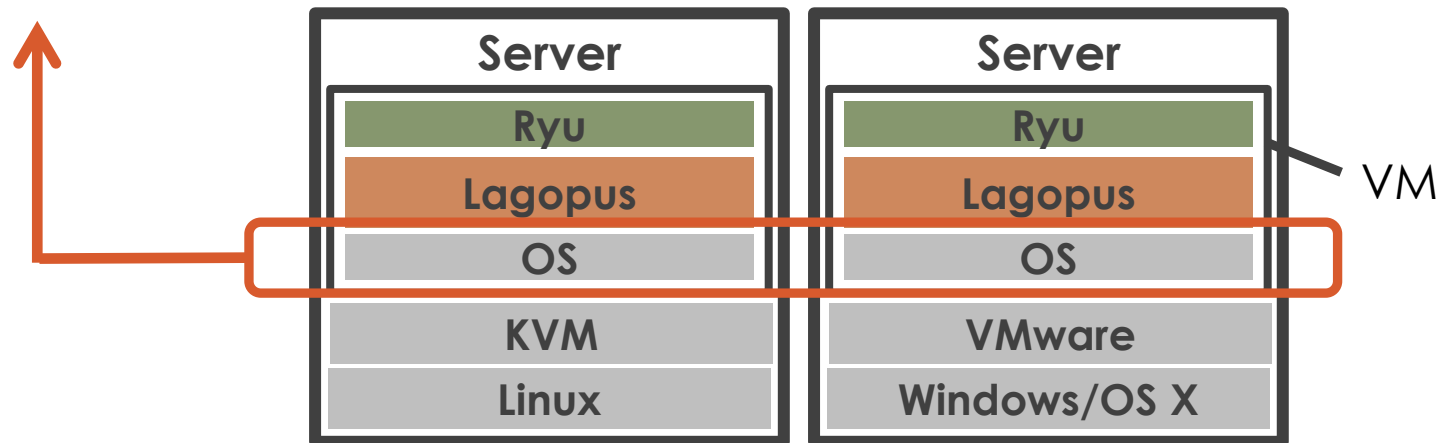 Server
Ryu
Lagopus
OS
KVM
Linux
Server
Ryu
Lagopus
OS
VMware
Windows/OS X
VM